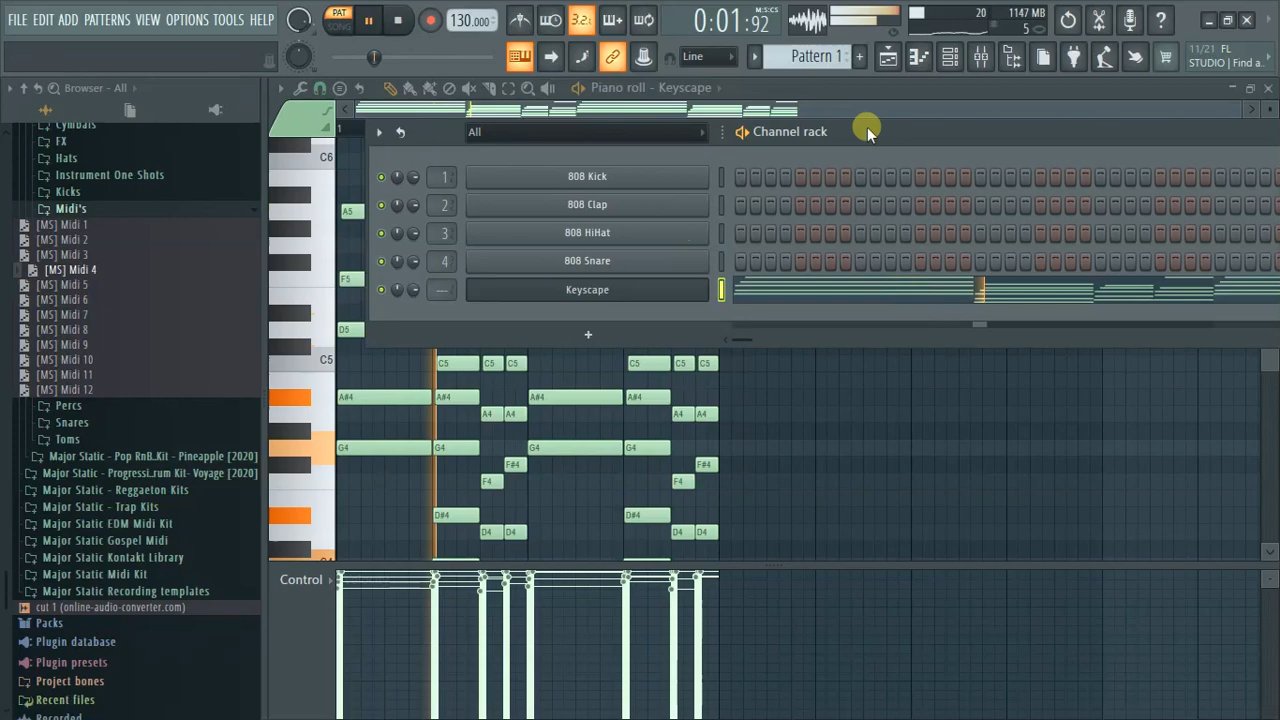 FILE EDIT ADD PATTERNS VIEW OPTIONS TOOLS HELP
PAT
SONG
130.000
3.2
0:01:92
M:S:CS
20
1147 MB
5
Line
Pattern 1
11/21 FL
STUDIO | Find a
Browser - All
Piano roll - Keyscape
All
Channel rack
1
C6
C5
1 808 Kick
2 808 Clap
3 808 HiHat
4 808 Snare
--- Keyscape
Cymbals
FX
Hats
Instrument One Shots
Kicks
Midi's
[MS] Midi 1
[MS] Midi 2
[MS] Midi 3
[MS] Midi 4
[MS] Midi 5
[MS] Midi 6
[MS] Midi 7
[MS] Midi 8
[MS] Midi 9
[MS] Midi 10
[MS] Midi 11
[MS] Midi 12
Percs
Snares
Toms
Major Static - Pop RnB..Kit - Pineapple [2020]
Major Static - Progressi..rum Kit- Voyage [2020]
Major Static - Reggaeton Kits
Major Static - Trap Kits
Major Static EDM Midi Kit
Major Static Gospel Midi
Major Static Kontakt Library
Major Static Midi Kit
Major Static Recording templates
cut 1 (online-audio-converter.com)
Packs
Plugin database
Plugin presets
Project bones
Recent files
Recorded
A5
F5
D5
C5 C5 C5 C5 C5 C5
A#4 A#4 A#4 A#4
A4 A4 A4 A4
G4 G4 G4 G4
F#4 F#4
F4 F4
D#4 D#4
D4 D4 D4 D4
Control